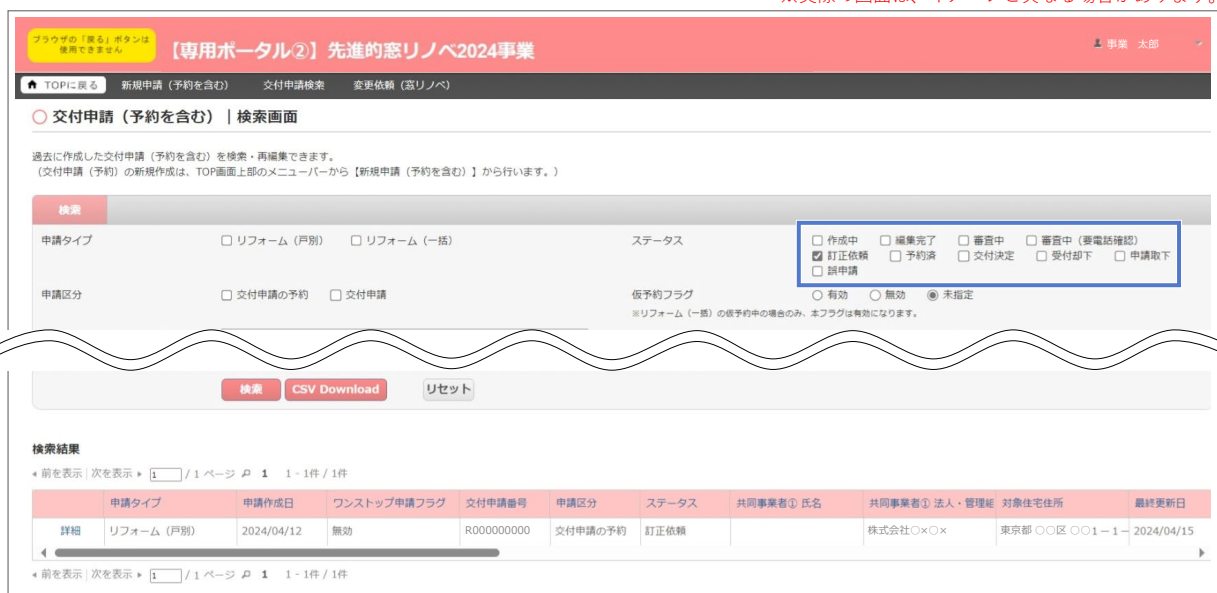 ※実際の画面は、イメージと異なる場合があります。
ブラウザの「戻る」ボタンは
使用できません
【専用ポータル②】先進的窓リノベ2024事業
事業 太郎
TOPに戻る 新規申請（予約を含む） 交付申請検索 変更依頼（窓リノベ）
交付申請（予約を含む）｜検索画面
過去に作成した交付申請（予約を含む）を検索・再編集できます。
（交付申請（予約）の新規作成は、TOP画面上部のメニューバーから【新規申請（予約を含む）】から行います。）
検索
申請タイプ リフォーム（戸別） リフォーム（一括） ステータス 作成中 編集完了 審査中 審査中（要電話確認）
訂正依頼 予約済 交付決定 受付却下 申請取下
誤申請
申請区分 交付申請の予約 交付申請 仮予約フラグ 有効 無効 未指定
※リフォーム（一括）の仮予約中の場合のみ、本フラグは有効になります。
検索 CSV Download リセット
検索結果
前を表示 | 次を表示 1 / 1 ページ 1 1 - 1件 / 1件
申請タイプ 申請作成日 ワンストップ申請フラグ 交付申請番号 申請区分 ステータス 共同事業者① 氏名 共同事業者① 法人・管理組 対象住宅住所 最終更新日
詳細 リフォーム（戸別） 2024/04/12 無効 R000000000 交付申請の予約 訂正依頼 株式会社○×○× 東京都 ○○区 ○○1－1－ 2024/04/15
前を表示 | 次を表示 1 / 1 ページ 1 1 - 1件 / 1件